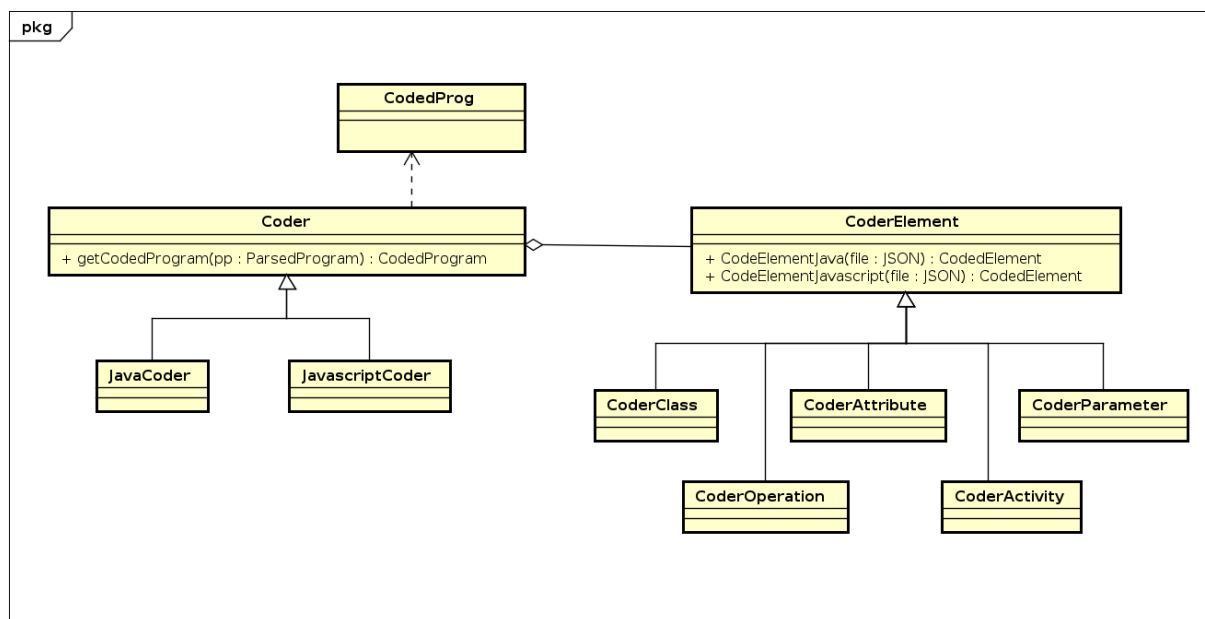 pkg
CodedProg
Coder
+ getCodedProgram(pp : ParsedProgram) : CodedProgram
CoderElement
+ CodeElementJava(file : JSON) : CodedElement
+ CodeElementJavascript(file : JSON) : CodedElement
JavaCoder
JavascriptCoder
CoderClass
CoderAttribute
CoderParameter
CoderOperation
CoderActivity